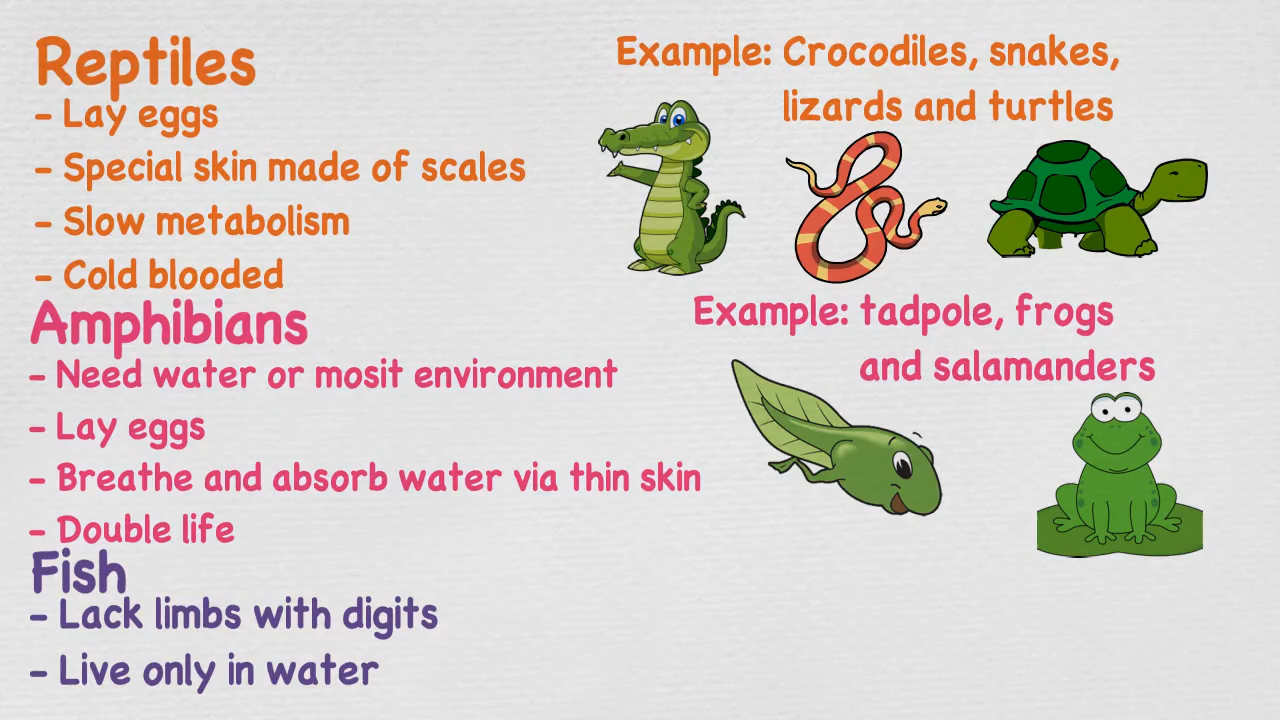 Reptiles
- Lay eggs
- Special skin made of scales
- Slow metabolism
- Cold blooded
Example: Crocodiles, snakes,
lizards and turtles
Amphibians
- Need water or mosit environment
- Lay eggs
- Breathe and absorb water via thin skin
- Double life
Example: tadpole, frogs
and salamanders
Fish
- Lack limbs with digits
- Live only in water